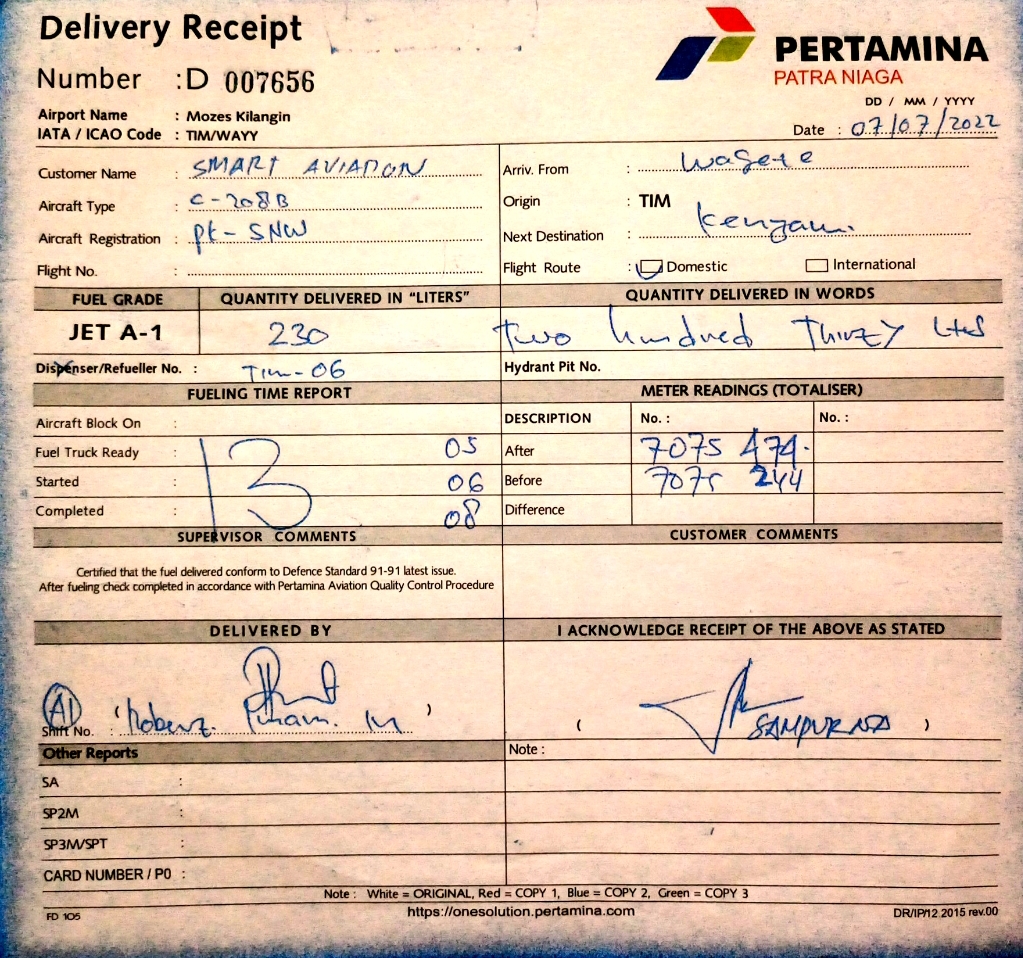 Delivery Receipt
PERTAMINA
PATRA NIAGA
Number :D 007656
DD / MM / YYYY
Airport Name : Mozes Kilangin
IATA / ICAO Code : TIM/WAYY
Date : 07/07/2022
Customer Name : SMART AVIATION
Arriv. From : Wagete
Aircraft Type : C-208B
Origin : TIM
Aircraft Registration : PK-SNW
Next Destination :
Flight No. :
Flight Route : Domestic International
FUEL GRADE QUANTITY DELIVERED IN “LITERS” QUANTITY DELIVERED IN WORDS
JET A-1 230 Two hundred Thirty Ltrs
Dispenser/Refueller No. : Tim-06 Hydrant Pit No.
FUELING TIME REPORT METER READINGS (TOTALISER)
Aircraft Block On : DESCRIPTION No. : No. :
Fuel Truck Ready : 13 05 After 7075 474
Started : 06 Before 7075 244
Completed : 08 Difference
SUPERVISOR COMMENTS CUSTOMER COMMENTS
Certified that the fuel delivered conform to Defence Standard 91-91 latest issue.
After fueling check completed in accordance with Pertamina Aviation Quality Control Procedure
DELIVERED BY I ACKNOWLEDGE RECEIPT OF THE ABOVE AS STATED
A1
Shift No. : ( SAMPURNA )
Other Reports Note :
SA :
SP2M :
SP3M/SPT :
CARD NUMBER / P0 :
Note : White = ORIGINAL, Red = COPY 1, Blue = COPY 2, Green = COPY 3
FD 105 https://onesolution.pertamina.com DR/IP/12.2015 rev.00